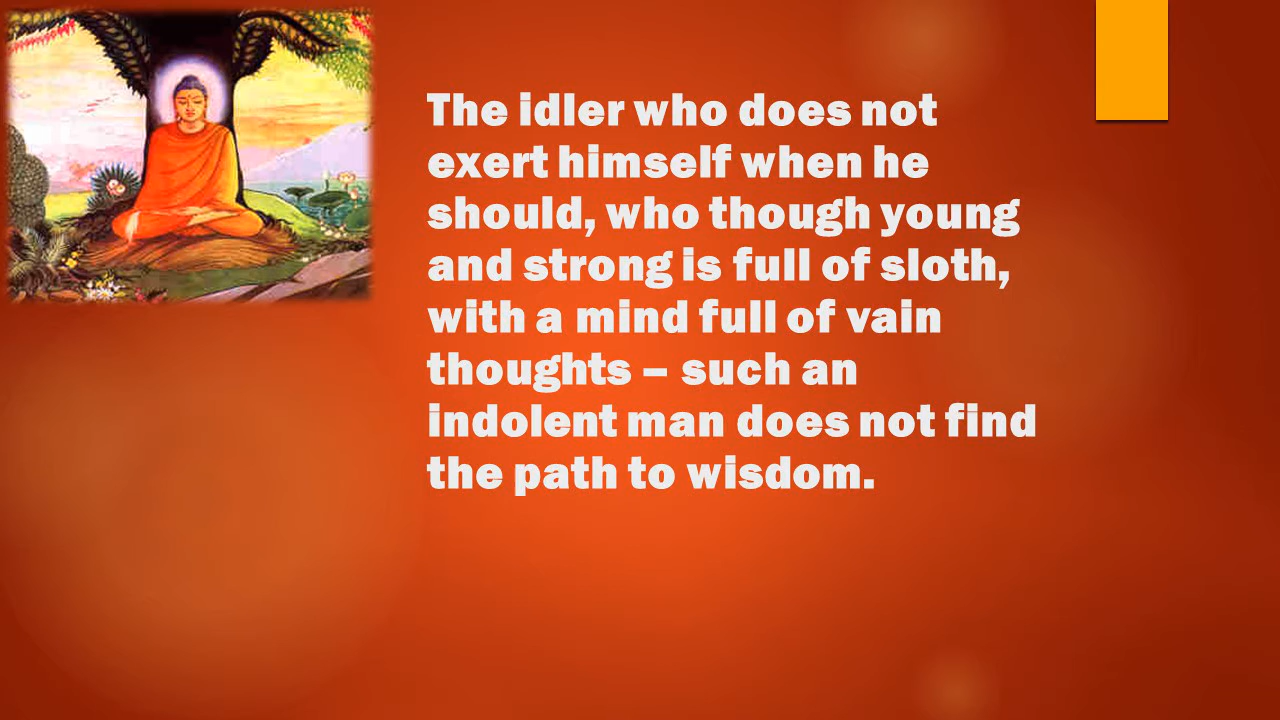 The idler who does not
exert himself when he
should, who though young
and strong is full of sloth,
with a mind full of vain
thoughts – such an
indolent man does not find
the path to wisdom.